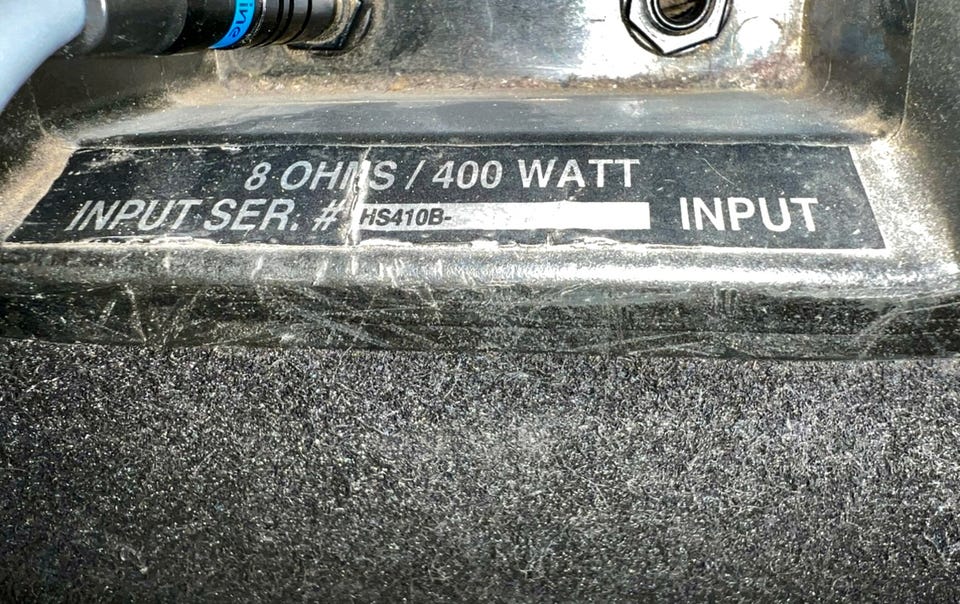 8 OHMS / 400 WATT
INPUT SER. # HS410B- INPUT